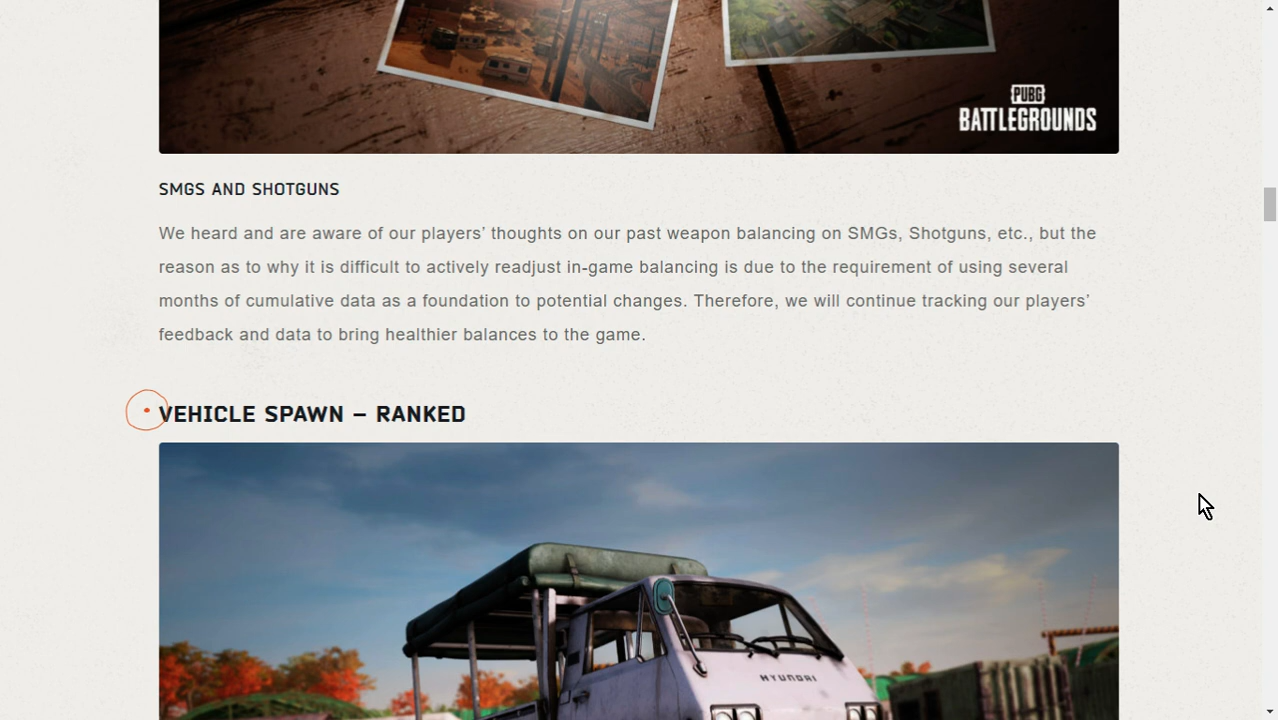 PUBG
BATTLEGROUNDS
SMGS AND SHOTGUNS
We heard and are aware of our players’ thoughts on our past weapon balancing on SMGs, Shotguns, etc., but the
reason as to why it is difficult to actively readjust in-game balancing is due to the requirement of using several
months of cumulative data as a foundation to potential changes. Therefore, we will continue tracking our players’
feedback and data to bring healthier balances to the game.
VEHICLE SPAWN – RANKED
HYUNDAI